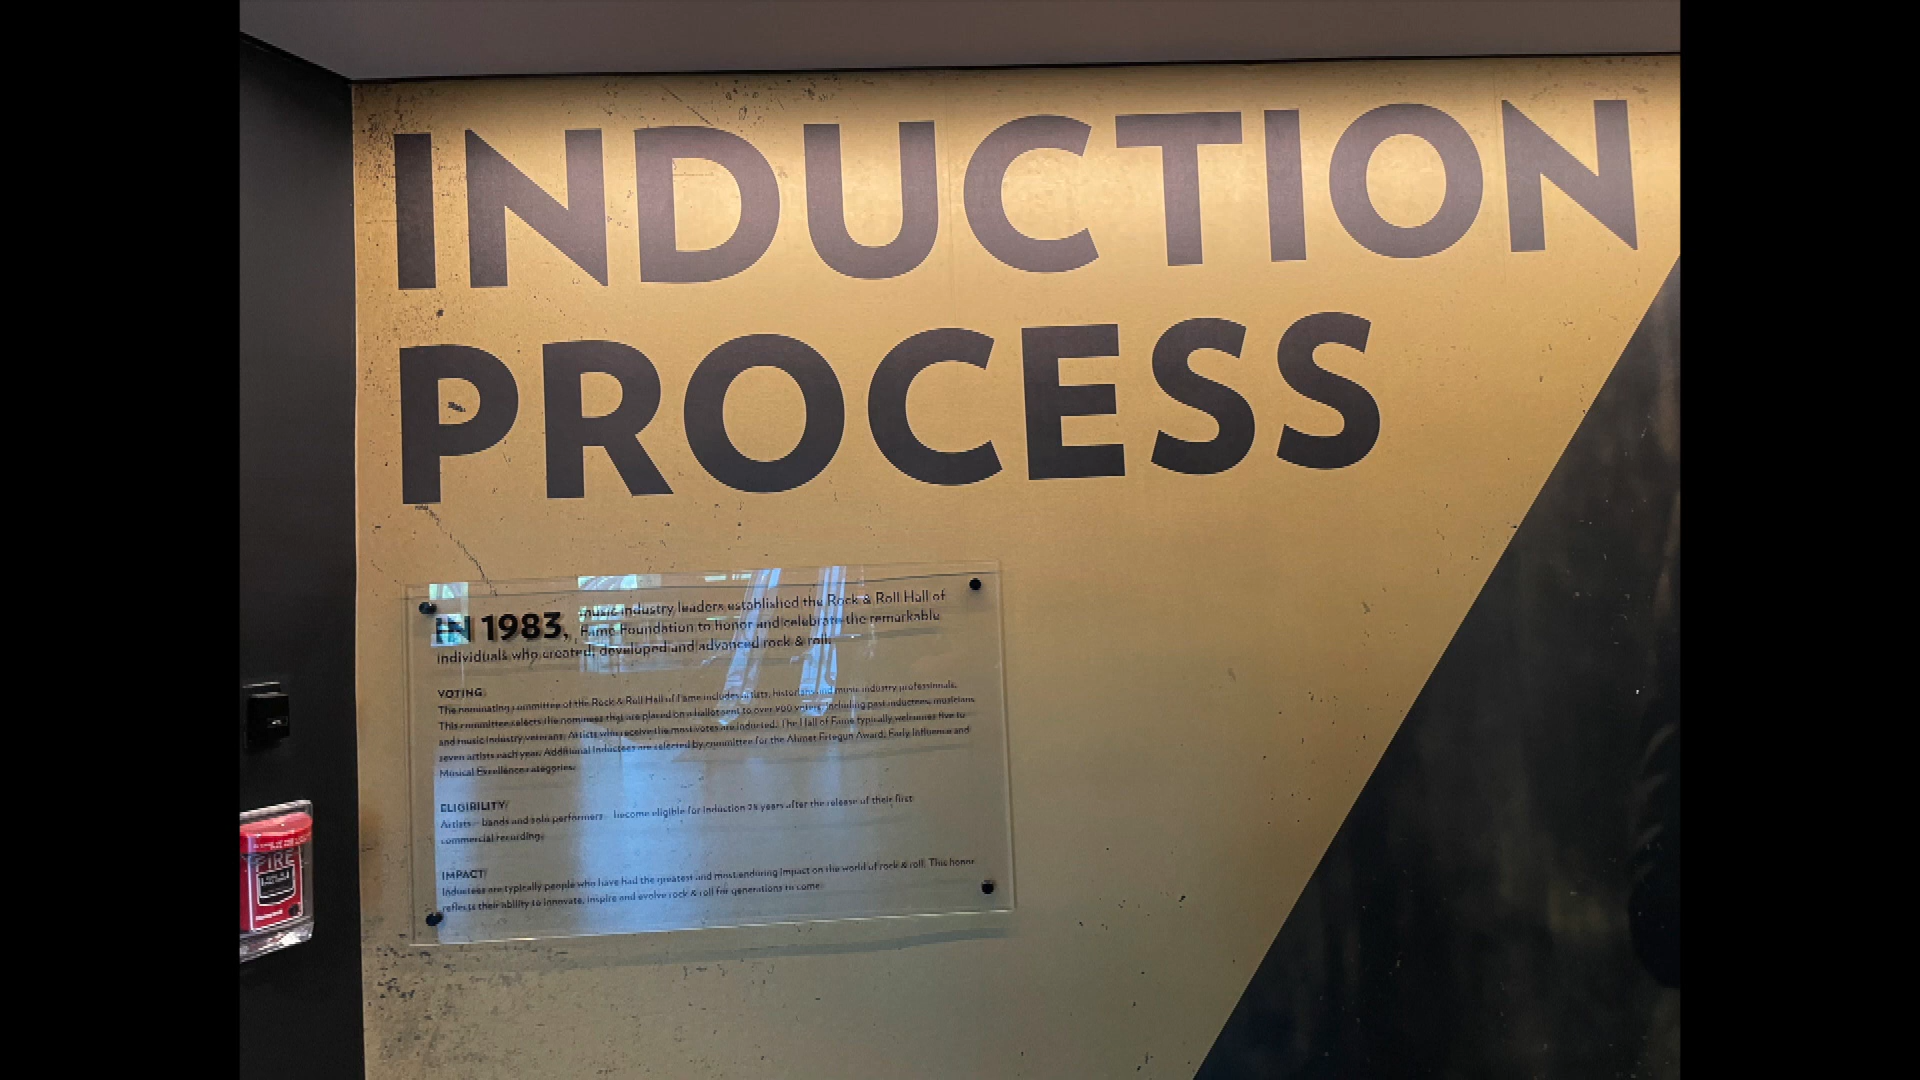 INDUCTION
PROCESS
IN 1983, music industry leaders established the Rock & Roll Hall of
Fame Foundation to honor and celebrate the remarkable
individuals who created, developed and advanced rock & roll.
VOTING
The nominating committee of the Rock & Roll Hall of Fame includes artists, historians and music industry professionals.
This committee selects the nominees that are placed on a ballot sent to over 900 voters, including past inductees, musicians
and music industry veterans. Artists who receive the most votes are inducted. The Hall of Fame typically welcomes five to
seven artists each year. Additional Inductees are selected by committee for the Ahmet Ertegun Award, Early Influence and
Musical Excellence categories.
ELIGIBILITY
Artists - bands and solo performers - become eligible for induction 25 years after the release of their first
commercial recording.
IMPACT
Inductees are typically people who have had the greatest and most enduring impact on the world of rock & roll. This honor
reflects their ability to innovate, inspire and evolve rock & roll for generations to come.
FIRE